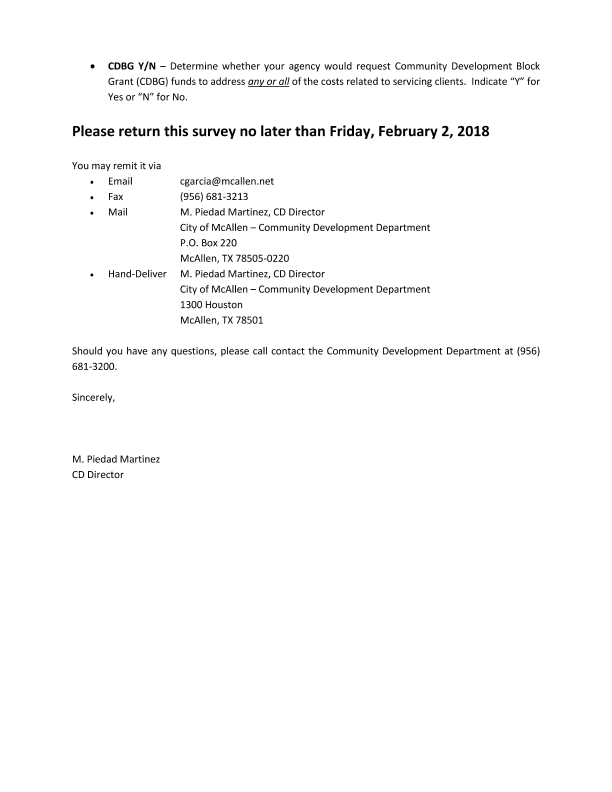 • CDBG Y/N – Determine whether your agency would request Community Development Block
Grant (CDBG) funds to address any or all of the costs related to servicing clients. Indicate “Y” for
Yes or “N” for No.
Please return this survey no later than Friday, February 2, 2018
You may remit it via
• Email cgarcia@mcallen.net
• Fax (956) 681-3213
• Mail M. Piedad Martinez, CD Director
City of McAllen – Community Development Department
P.O. Box 220
McAllen, TX 78505-0220
• Hand-Deliver M. Piedad Martinez, CD Director
City of McAllen – Community Development Department
1300 Houston
McAllen, TX 78501
Should you have any questions, please call contact the Community Development Department at (956)
681-3200.
Sincerely,
M. Piedad Martinez
CD Director